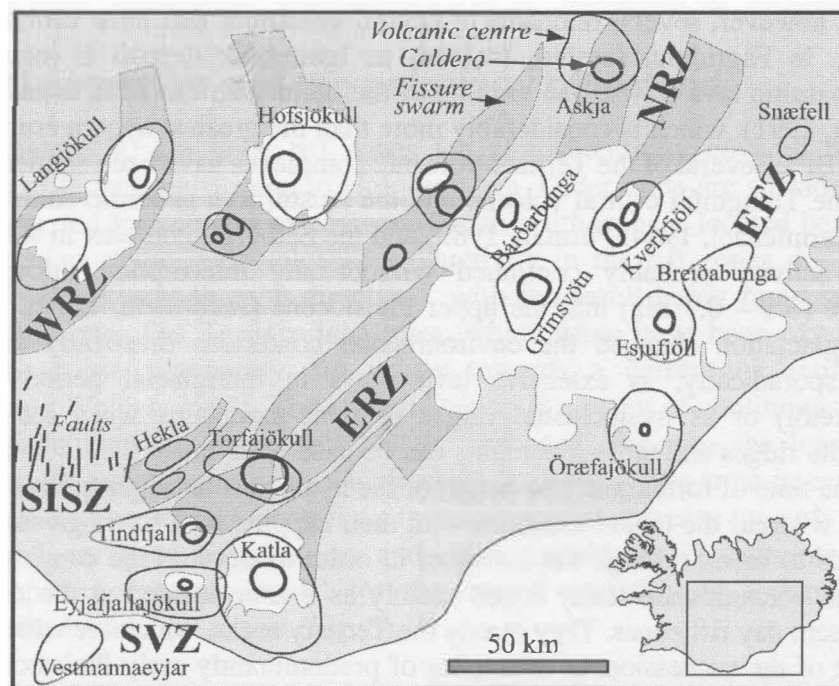 Volcanic centre
Caldera
Fissure
swarm
Askja
NRZ
Snæfell
Hofsjökull
Langjökull
Bárðarbunga
Kverkfjöll
EFZ
Breiðabunga
Grímsvötn
Esjufjöll
WRZ
ERZ
Faults
Hekla
Torfajökull
SISZ
Öræfajökull
Tindfjall
Katla
Eyjafjallajökull
SVZ
50 km
Vestmannaeyjar